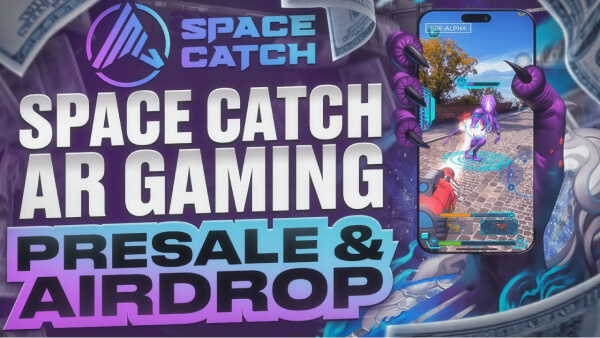 SPACE
CATCH
SPACE CATCH
AR GAMING
PRESALE &
AIRDROP
PRE-ALPHA